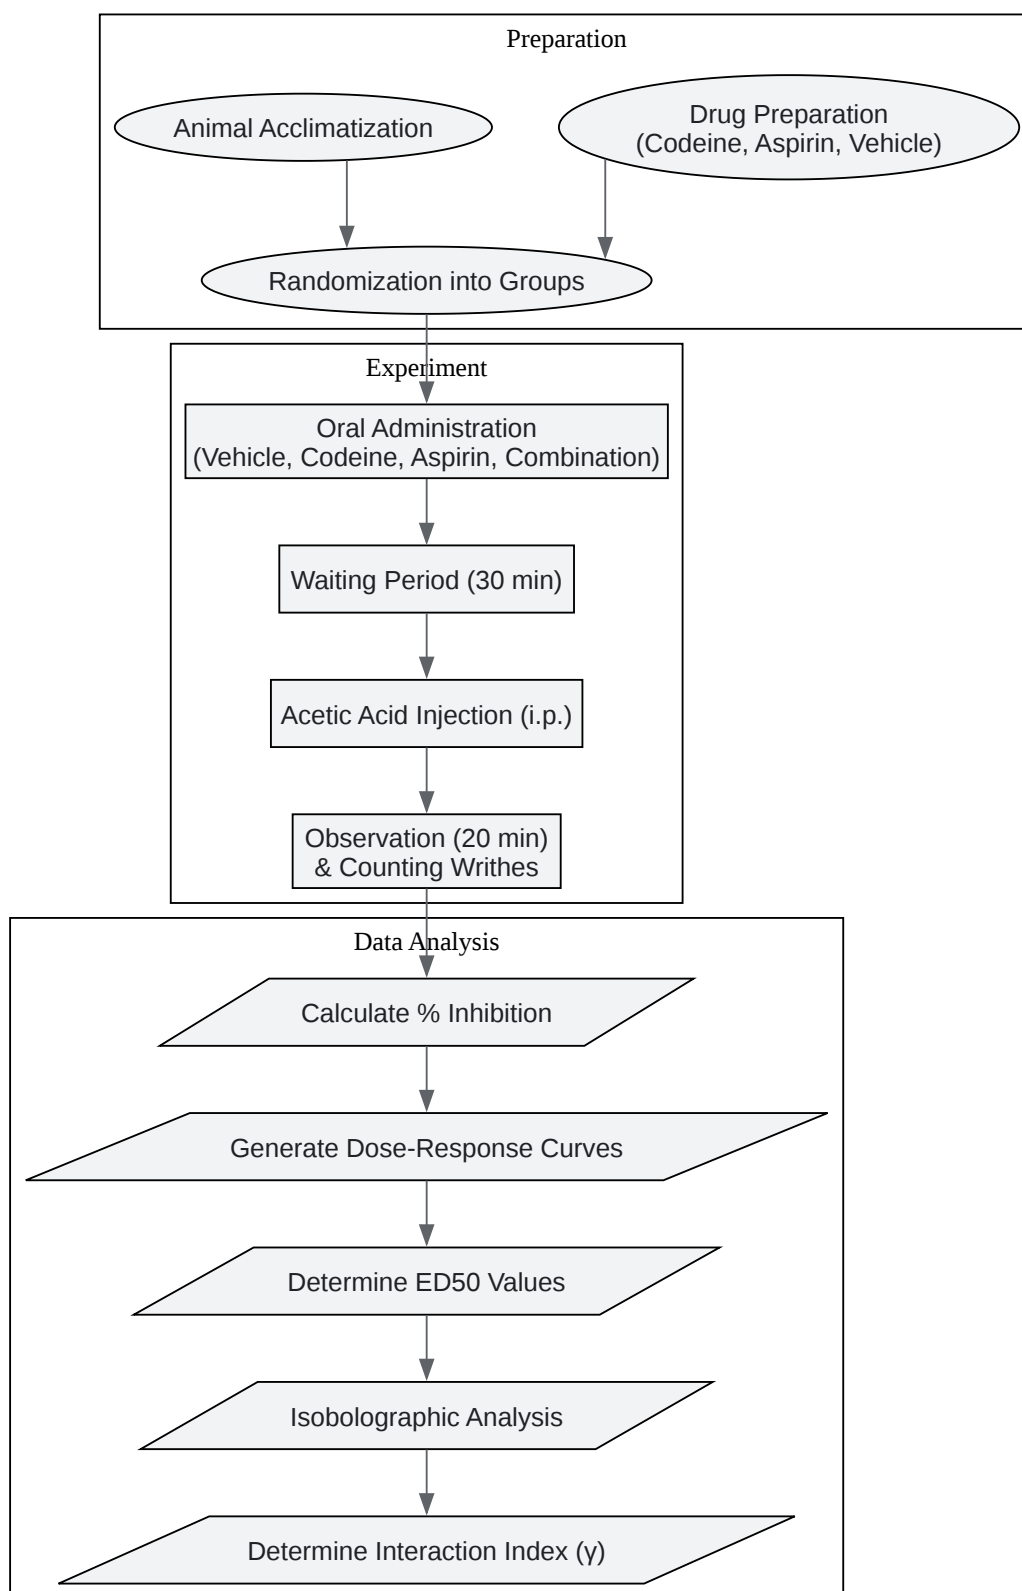 Preparation
Animal Acclimatization
Drug Preparation
(Codeine, Aspirin, Vehicle)
Randomization into Groups
Experiment
Oral Administration
(Vehicle, Codeine, Aspirin, Combination)
Waiting Period (30 min)
Acetic Acid Injection (i.p.)
Observation (20 min)
& Counting Writhes
Data Analysis
Calculate % Inhibition
Generate Dose-Response Curves
Determine ED50 Values
Isobolographic Analysis
Determine Interaction Index (γ)